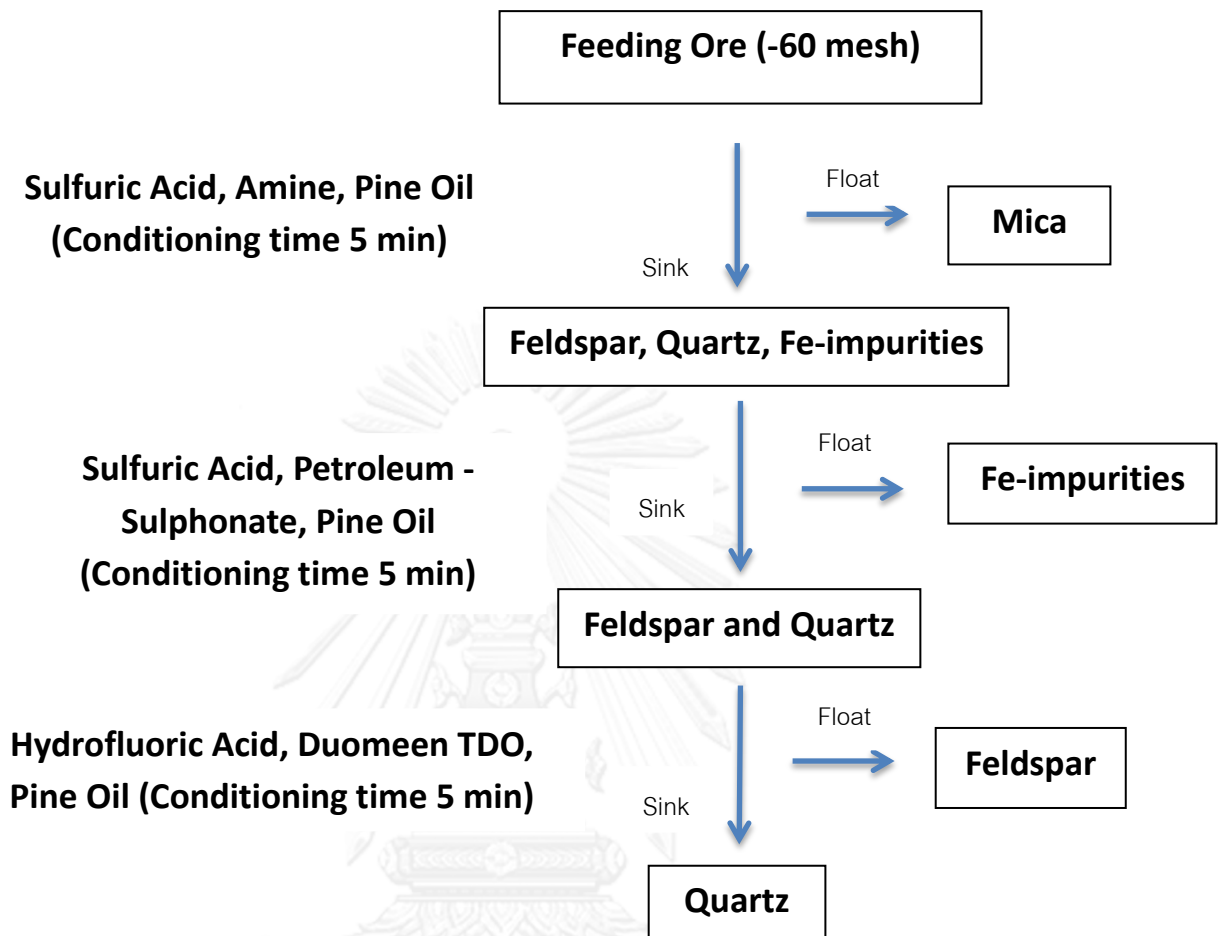 Feeding Ore (-60 mesh)
Sulfuric Acid, Amine, Pine Oil
(Conditioning time 5 min)
Float
Mica
Sink
Feldspar, Quartz, Fe-impurities
Sulfuric Acid, Petroleum -
Sulphonate, Pine Oil
(Conditioning time 5 min)
Float
Fe-impurities
Sink
Feldspar and Quartz
Hydrofluoric Acid, Duomeen TDO,
Pine Oil (Conditioning time 5 min)
Float
Feldspar
Sink
Quartz